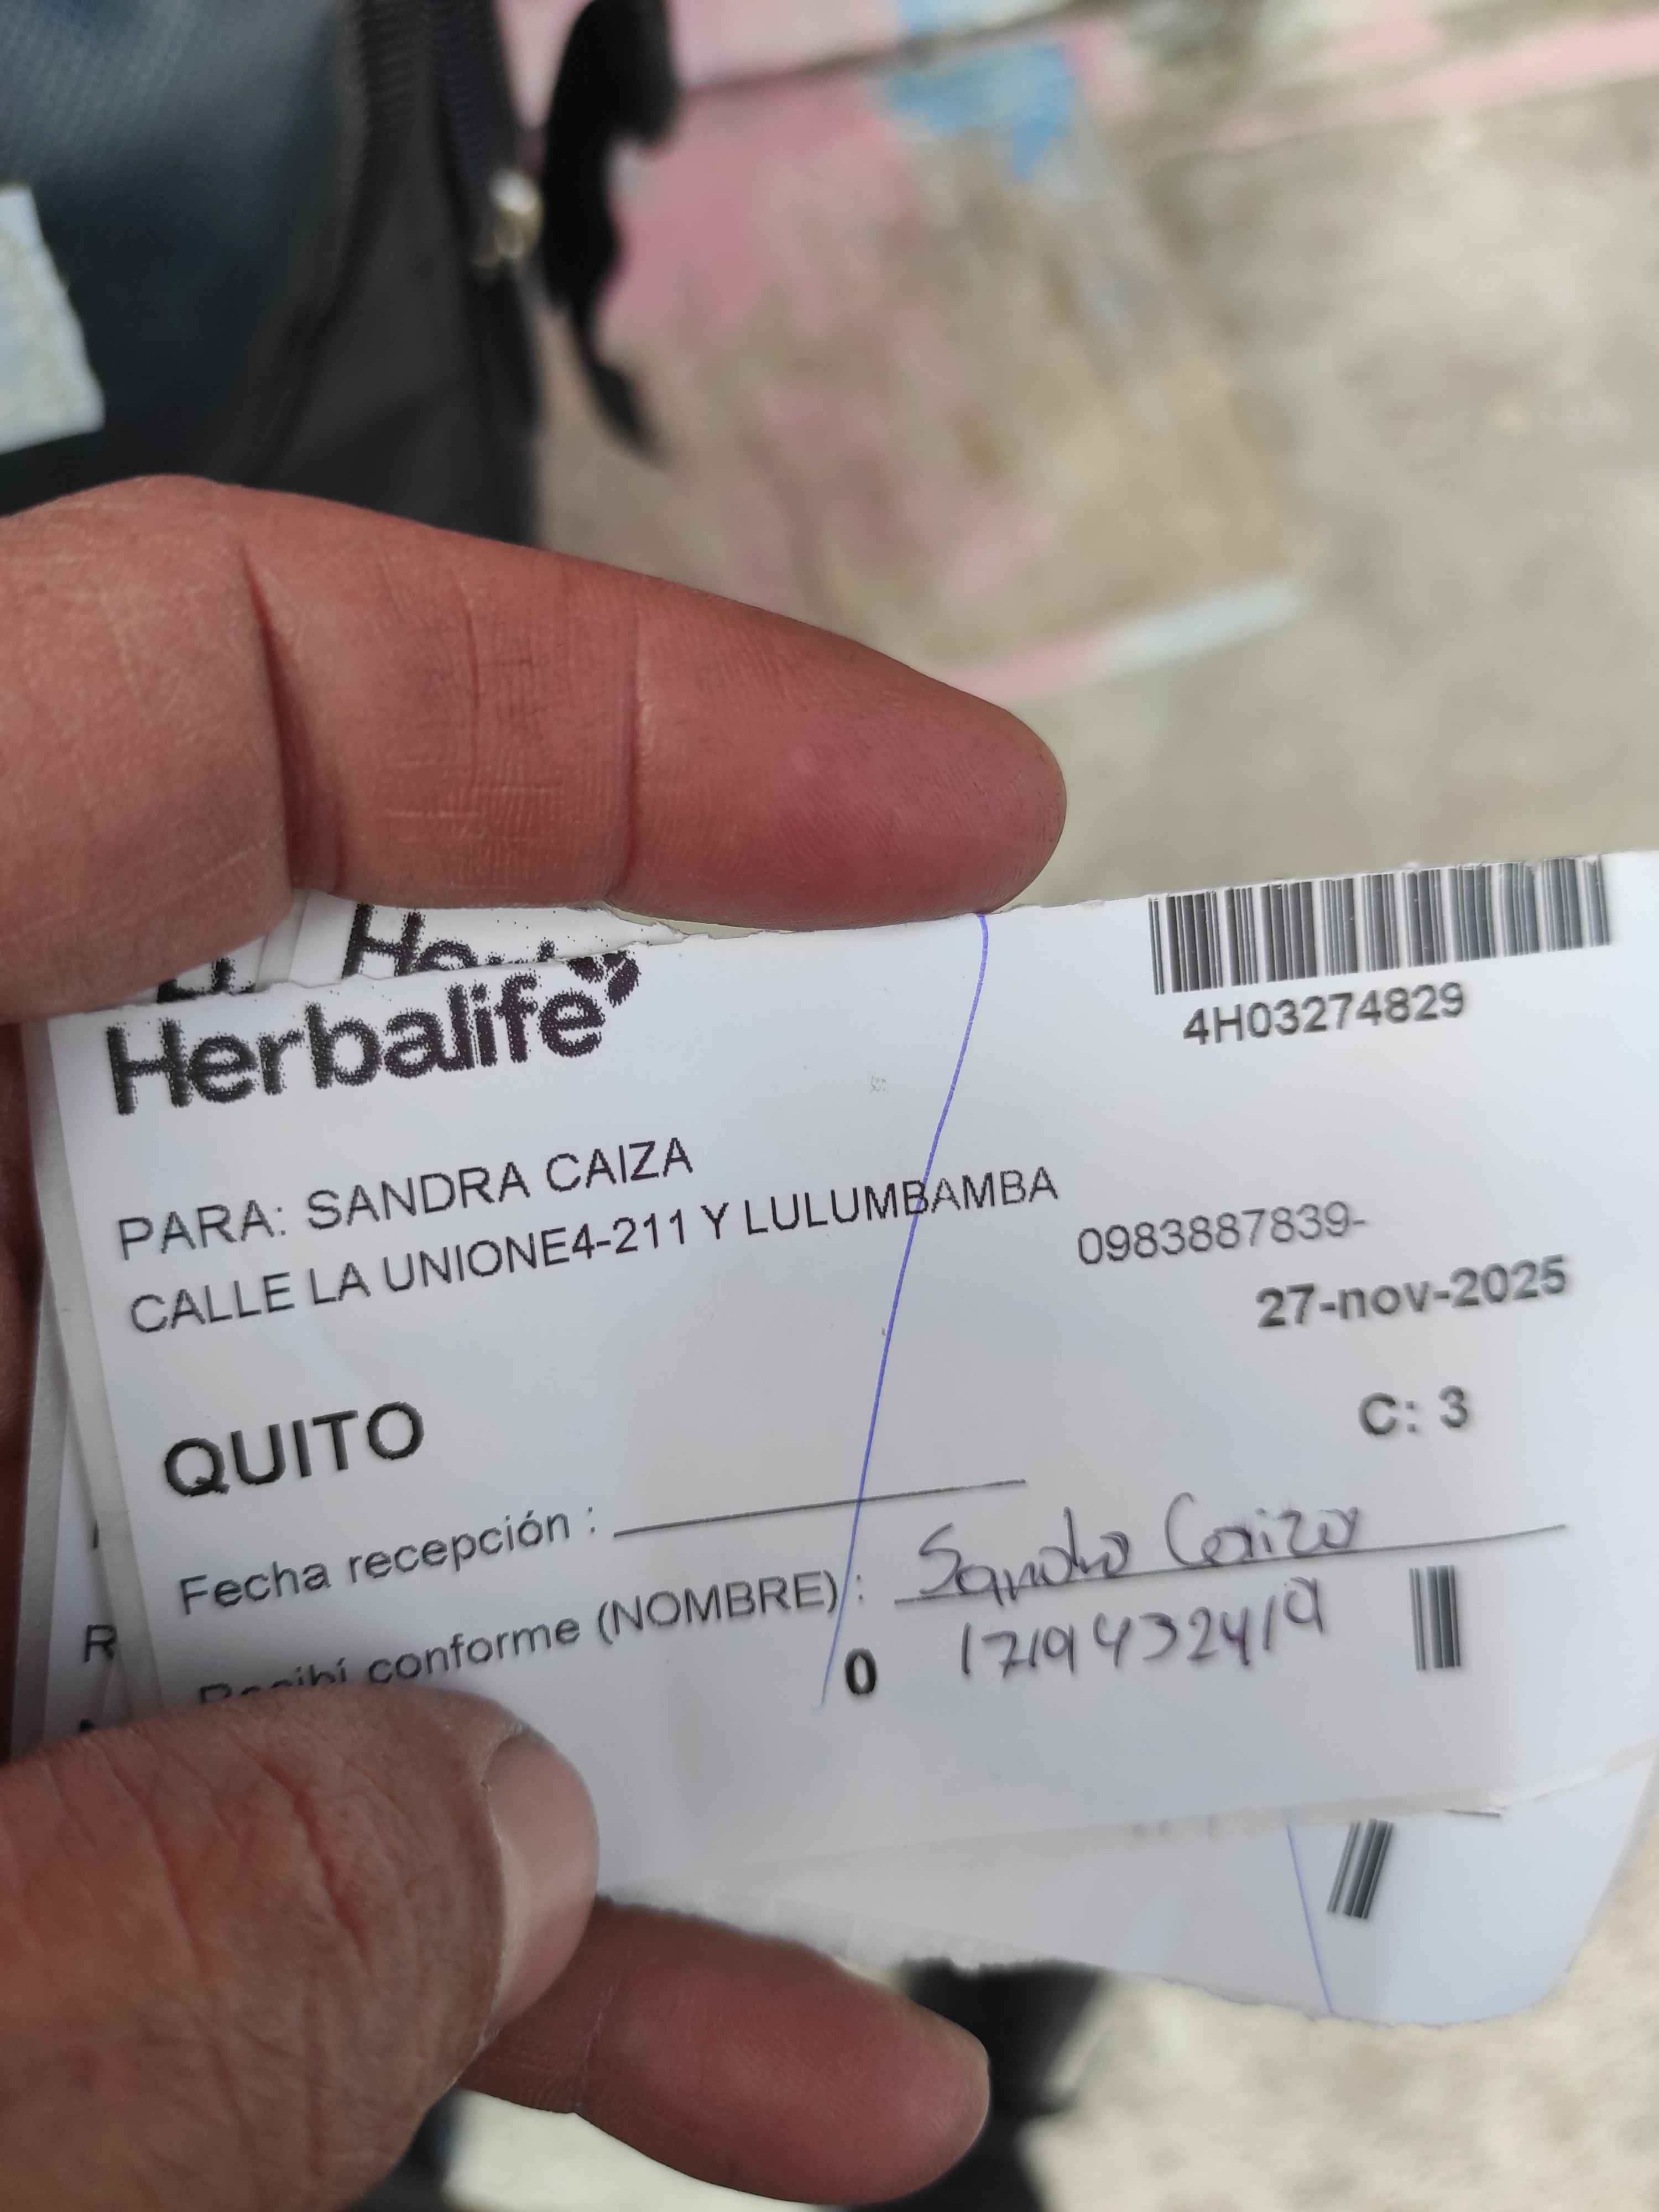 Herbalife
4H03274829
PARA: SANDRA CAIZA
CALLE LA UNIONE4-211 Y LULUMBAMBA
0983887839-
27-nov-2025
QUITO
C: 3
Fecha recepción :
Recibí conforme (NOMBRE) : Sandra Caiza
0 1719432419
R